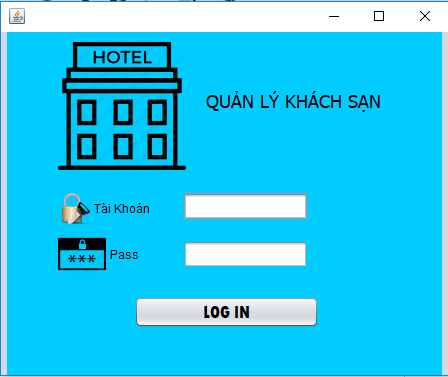 HOTEL
QUẢN LÝ KHÁCH SẠN
Tài Khoản
***
Pass
LOG IN